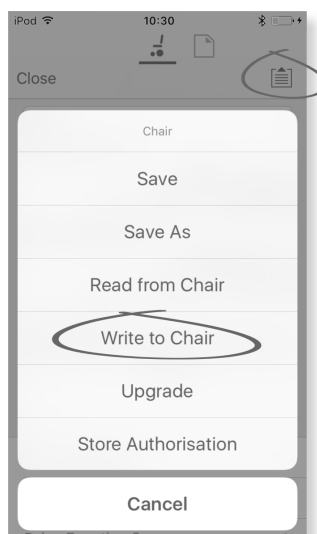 iPod 10:30
Close
Chair
Save
Save As
Read from Chair
Write to Chair
Upgrade
Store Authorisation
Cancel